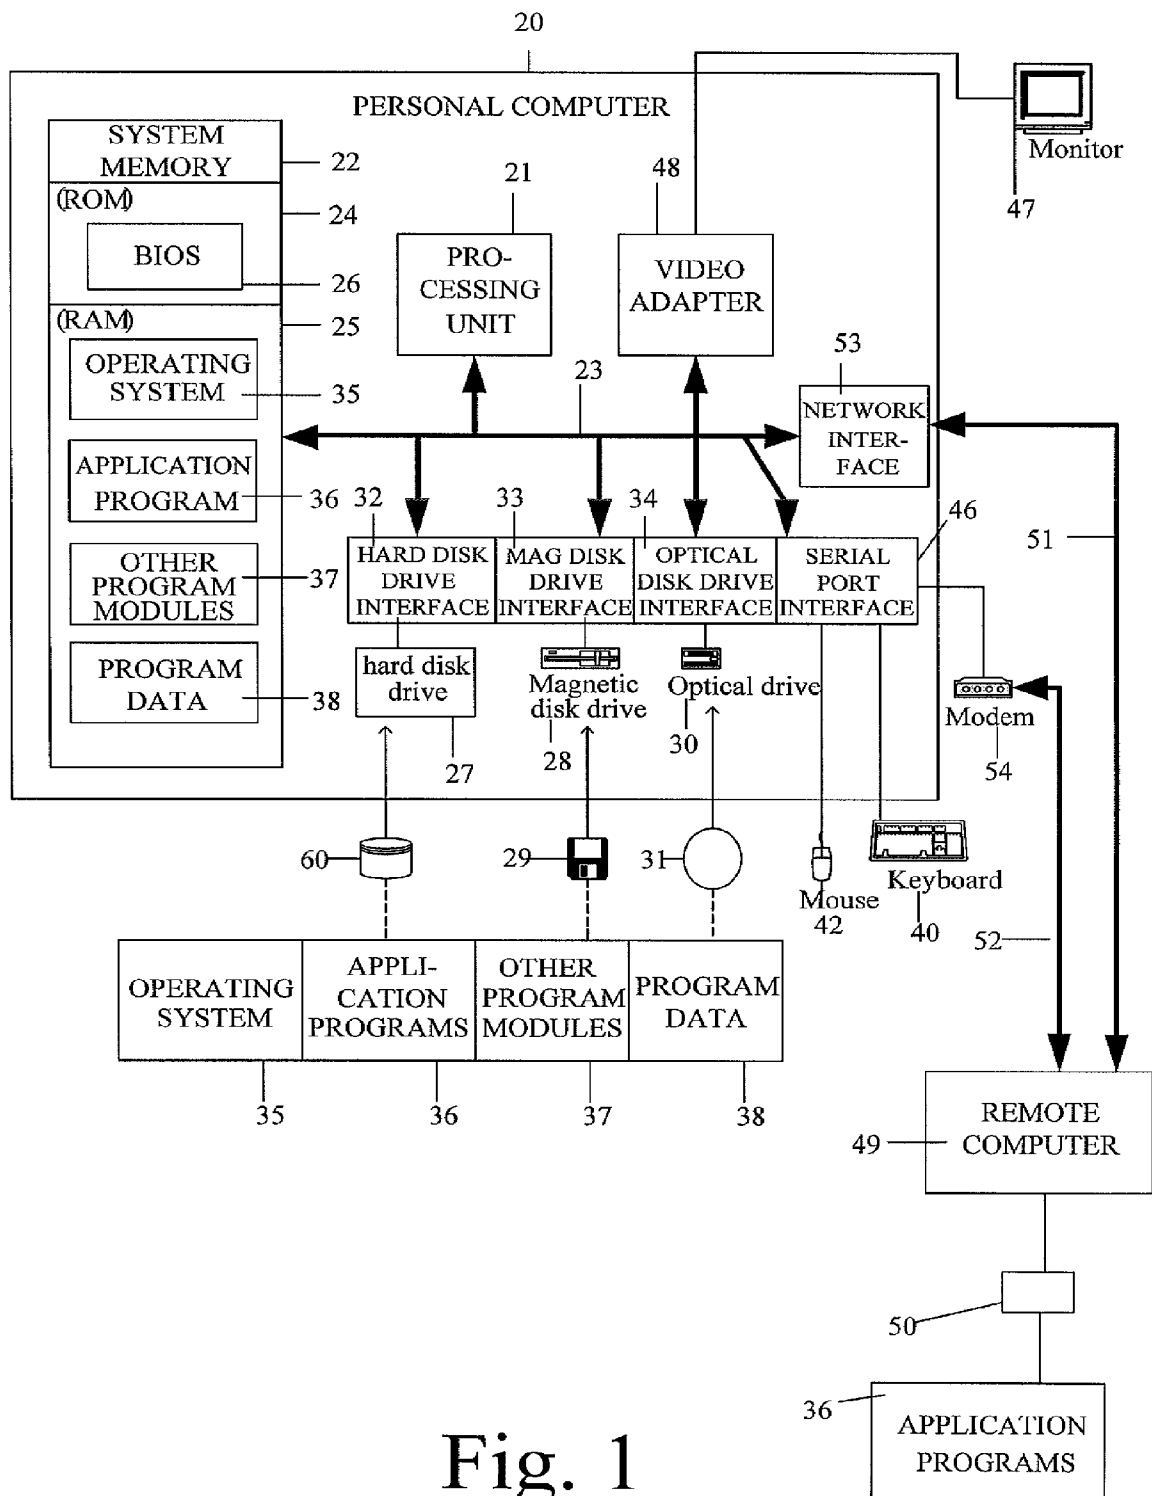 20
PERSONAL COMPUTER
SYSTEM
MEMORY
22
(ROM)
24
BIOS
26
(RAM)
25
OPERATING
SYSTEM
35
APPLICATION
PROGRAM
36
OTHER
PROGRAM
MODULES
37
PROGRAM
DATA
38
21
PRO-
CESSING
UNIT
48
VIDEO
ADAPTER
Monitor
47
23
53
NETWORK
INTER-
FACE
32
HARD DISK
DRIVE
INTERFACE
33
MAG DISK
DRIVE
INTERFACE
34
OPTICAL
DISK DRIVE
INTERFACE
46
SERIAL
PORT
INTERFACE
51
hard disk
drive
27
Magnetic
disk drive
28
Optical drive
30
Modem
54
60
29
31
Mouse
42
Keyboard
40
52
OPERATING
SYSTEM
35
APPLI-
CATION
PROGRAMS
36
OTHER
PROGRAM
MODULES
37
PROGRAM
DATA
38
REMOTE
COMPUTER
49
50
36
APPLICATION
PROGRAMS
Fig. 1